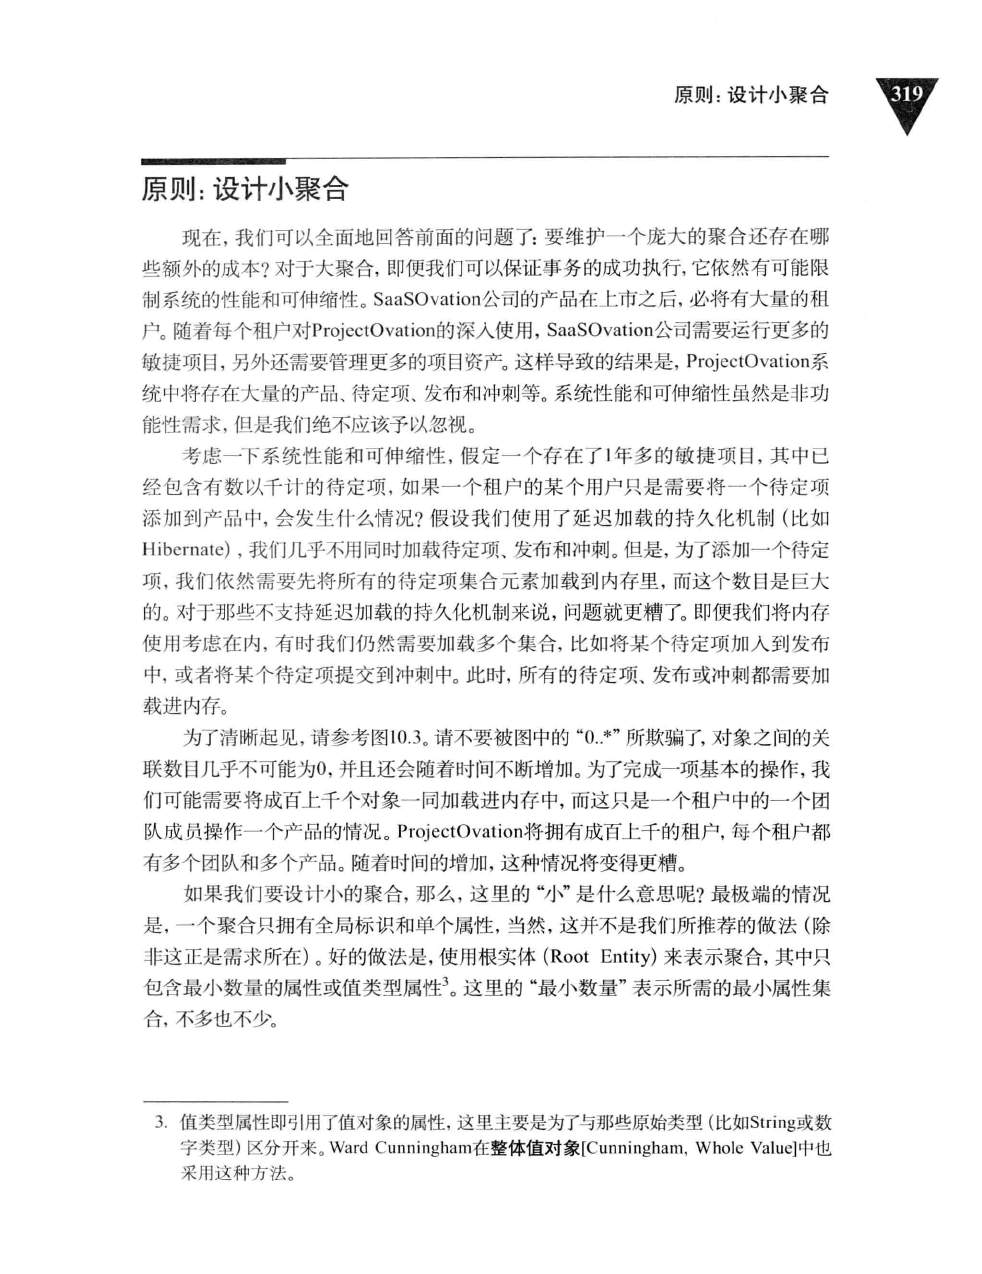 原则：设计小聚合
319
原则：设计小聚合
现在，我们可以全面地回答前面的问题了：要维护一个庞大的聚合还存在哪
些额外的成本？对于大聚合，即便我们可以保证事务的成功执行，它依然有可能限
制系统的性能和可伸缩性。SaaSOvation公司的产品在上市之后，必将有大量的租
户。随着每个租户对ProjectOvation的深入使用，SaaSOvation公司需要运行更多的
敏捷项目，另外还需要管理更多的项目资产。这样导致的结果是，ProjectOvation系
统中将存在大量的产品、待定项、发布和冲刺等。系统性能和可伸缩性虽然是非功
能性需求，但是我们绝不应该予以忽视。
考虑一下系统性能和可伸缩性，假定一个存在了1年多的敏捷项目，其中已
经包含有数以千计的待定项，如果一个租户的某个用户只是需要将一个待定项
添加到产品中，会发生什么情况？假设我们使用了延迟加载的持久化机制（比如
Hibernate），我们几乎不用同时加载待定项、发布和冲刺。但是，为了添加一个待定
项，我们依然需要先将所有的待定项集合元素加载到内存里，而这个数目是巨大
的。对于那些不支持延迟加载的持久化机制来说，问题就更糟了。即便我们将内存
使用考虑在内，有时我们仍然需要加载多个集合，比如将某个待定项加入到发布
中，或者将某个待定项提交到冲刺中。此时，所有的待定项、发布或冲刺都需要加
载进内存。
为了清晰起见，请参考图10.3。请不要被图中的“0..*”所欺骗了，对象之间的关
联数目几乎不可能为0，并且还会随着时间不断增加。为了完成一项基本的操作，我
们可能需要将成百上千个对象一同加载进内存中，而这只是一个租户中的一个团
队成员操作一个产品的情况。ProjectOvation将拥有成百上千的租户，每个租户都
有多个团队和多个产品。随着时间的增加，这种情况将变得更糟。
如果我们要设计小的聚合，那么，这里的“小”是什么意思呢？最极端的情况
是，一个聚合只拥有全局标识和单个属性，当然，这并不是我们所推荐的做法（除
非这正是需求所在）。好的做法是，使用根实体（Root Entity）来表示聚合，其中只
包含最小数量的属性或值类型属性³。这里的“最小数量”表示所需的最小属性集
合，不多也不少。
3. 值类型属性即引用了值对象的属性，这里主要是为了与那些原始类型（比如String或数
字类型）区分开来。Ward Cunningham在整体值对象[Cunningham, Whole Value]中也
采用这种方法。